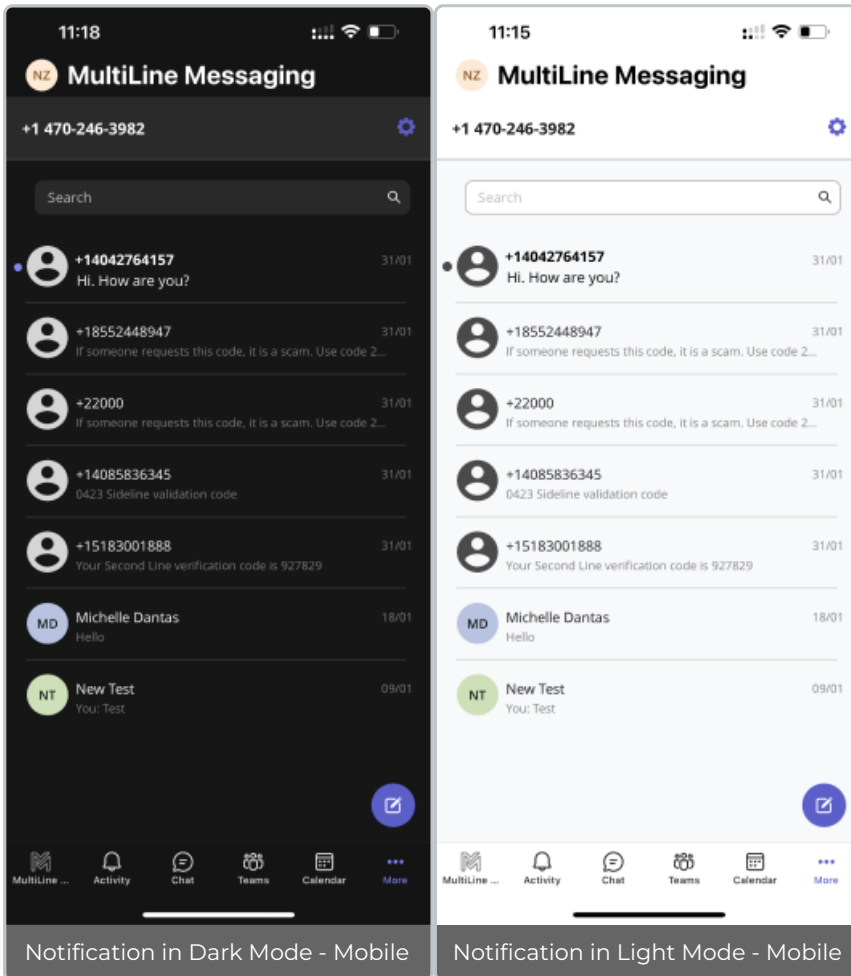 11:18
NZ MultiLine Messaging
+1 470-246-3982
Search
+14042764157 31/01
Hi. How are you?
+18552448947 31/01
If someone requests this code, it is a scam. Use code 2...
+22000 31/01
If someone requests this code, it is a scam. Use code 2...
+14085836345 31/01
0423 Sideline validation code
+15183001888 31/01
Your Second Line verification code is 927829
MD Michelle Dantas 18/01
Hello
NT New Test 09/01
You: Test
MultiLine ... Activity Chat Teams Calendar More
Notification in Dark Mode - Mobile
11:15
NZ MultiLine Messaging
+1 470-246-3982
Search
+14042764157 31/01
Hi. How are you?
+18552448947 31/01
If someone requests this code, it is a scam. Use code 2...
+22000 31/01
If someone requests this code, it is a scam. Use code 2...
+14085836345 31/01
0423 Sideline validation code
+15183001888 31/01
Your Second Line verification code is 927829
MD Michelle Dantas 18/01
Hello
NT New Test 09/01
You: Test
MultiLine ... Activity Chat Teams Calendar More
Notification in Light Mode - Mobile